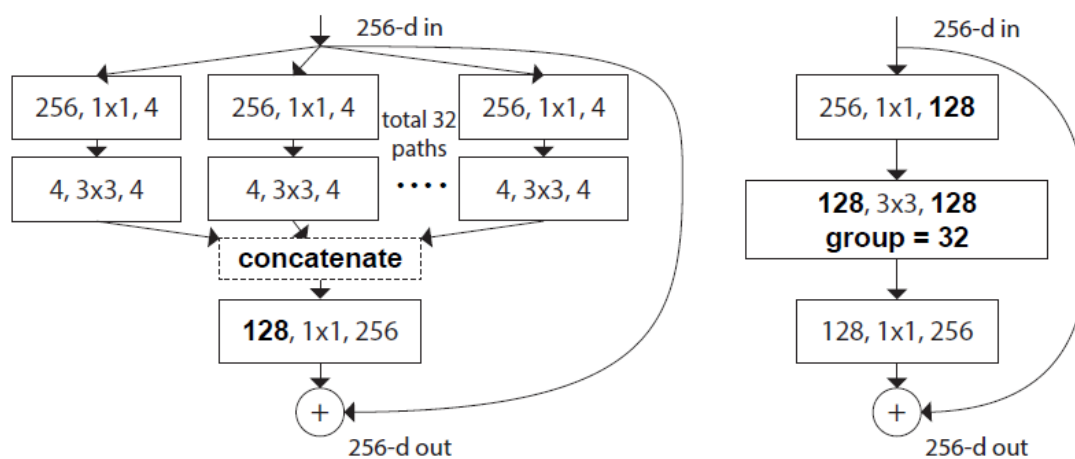 256-d in
256, 1x1, 4
256, 1x1, 4
total 32
paths
256, 1x1, 4
4, 3x3, 4
4, 3x3, 4
....
4, 3x3, 4
concatenate
128, 1x1, 256
+
256-d out
256-d in
256, 1x1, 128
128, 3x3, 128
group = 32
128, 1x1, 256
+
256-d out